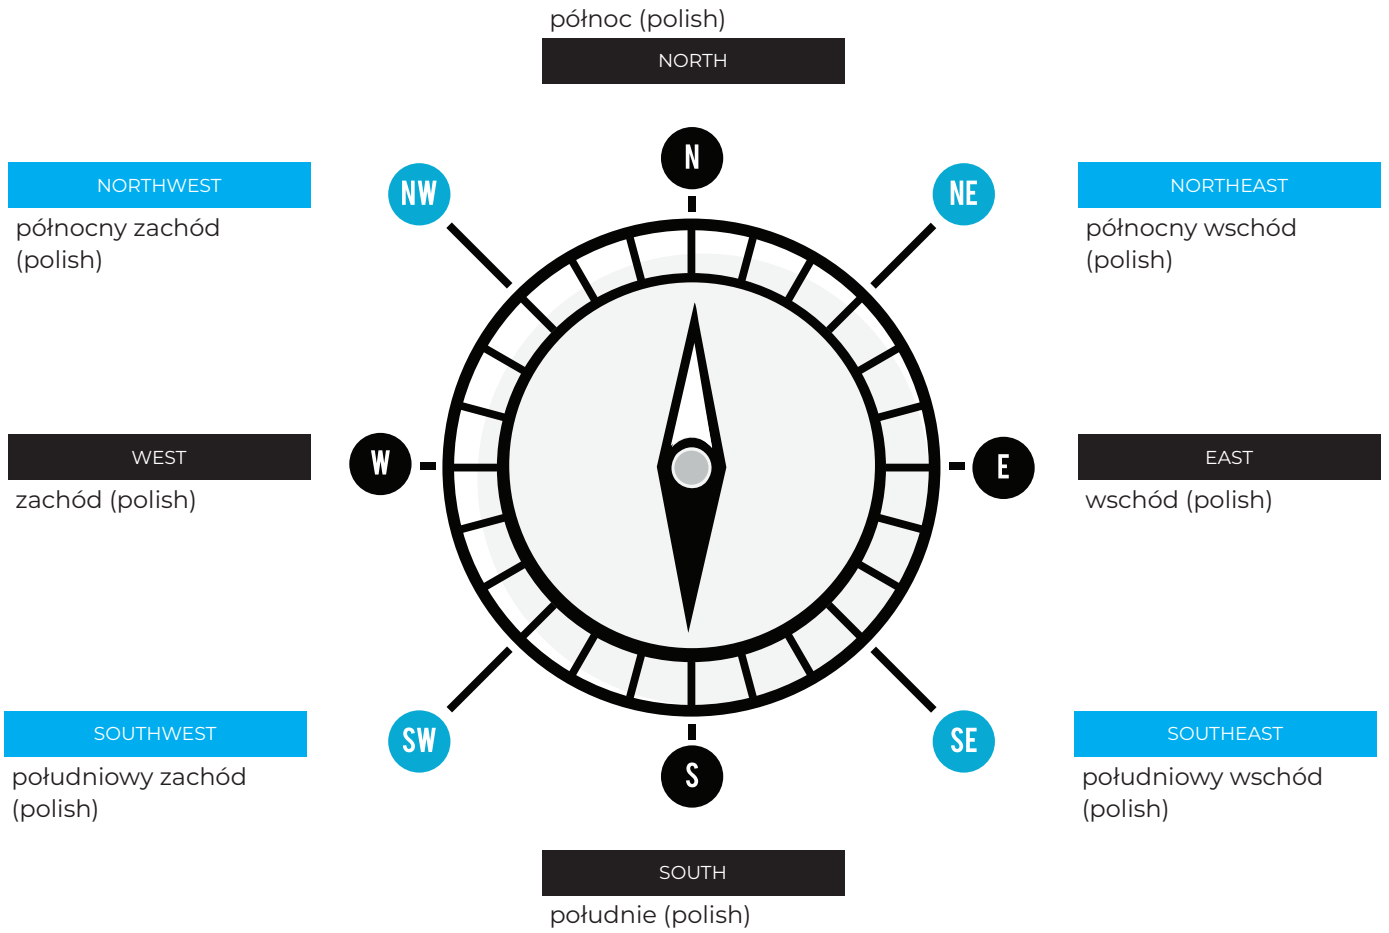 północ (polish)
NORTH
N
NW
NE
NORTHWEST
NORTHEAST
północny zachód
(polish)
północny wschód
(polish)
WEST
W
E
EAST
zachód (polish)
wschód (polish)
SOUTHWEST
SW
SE
SOUTHEAST
południowy zachód
(polish)
S
południowy wschód
(polish)
SOUTH
południe (polish)